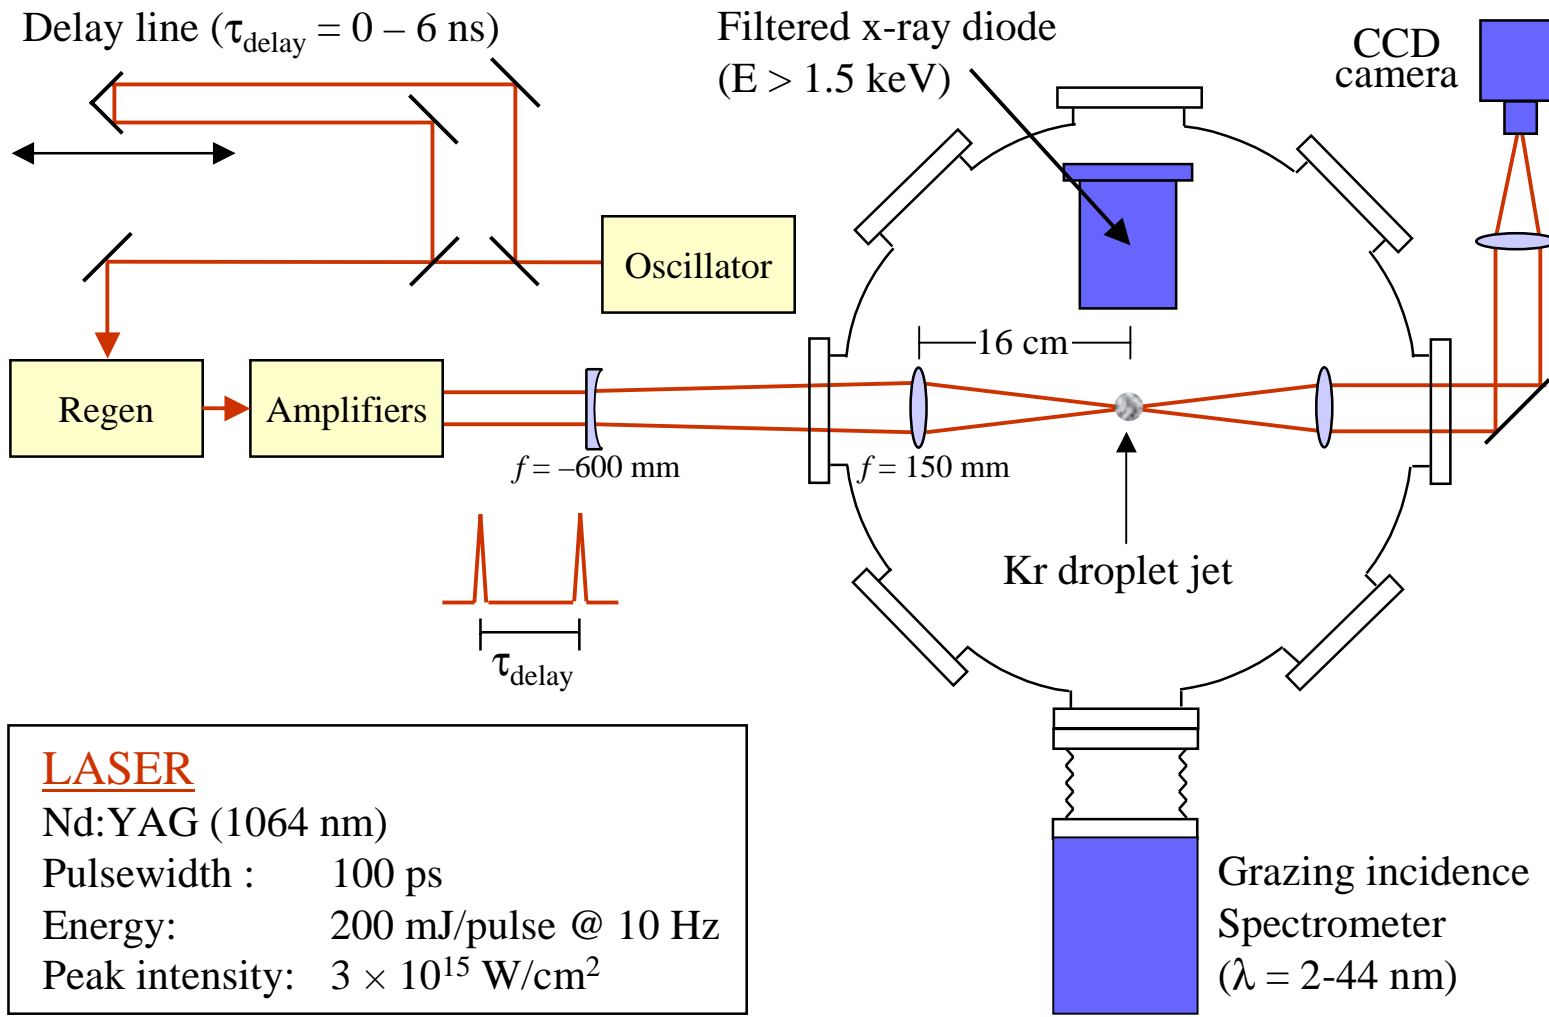 Delay line (τdelay = 0 – 6 ns)
Filtered x-ray diode
(E > 1.5 keV)
CCD
camera
Oscillator
16 cm
Regen
Amplifiers
f = –600 mm
f = 150 mm
Kr droplet jet
τdelay
LASER
Nd:YAG (1064 nm)
Pulsewidth : 100 ps
Energy: 200 mJ/pulse @ 10 Hz
Peak intensity: 3 × 10¹⁵ W/cm²
Grazing incidence
Spectrometer
(λ = 2-44 nm)